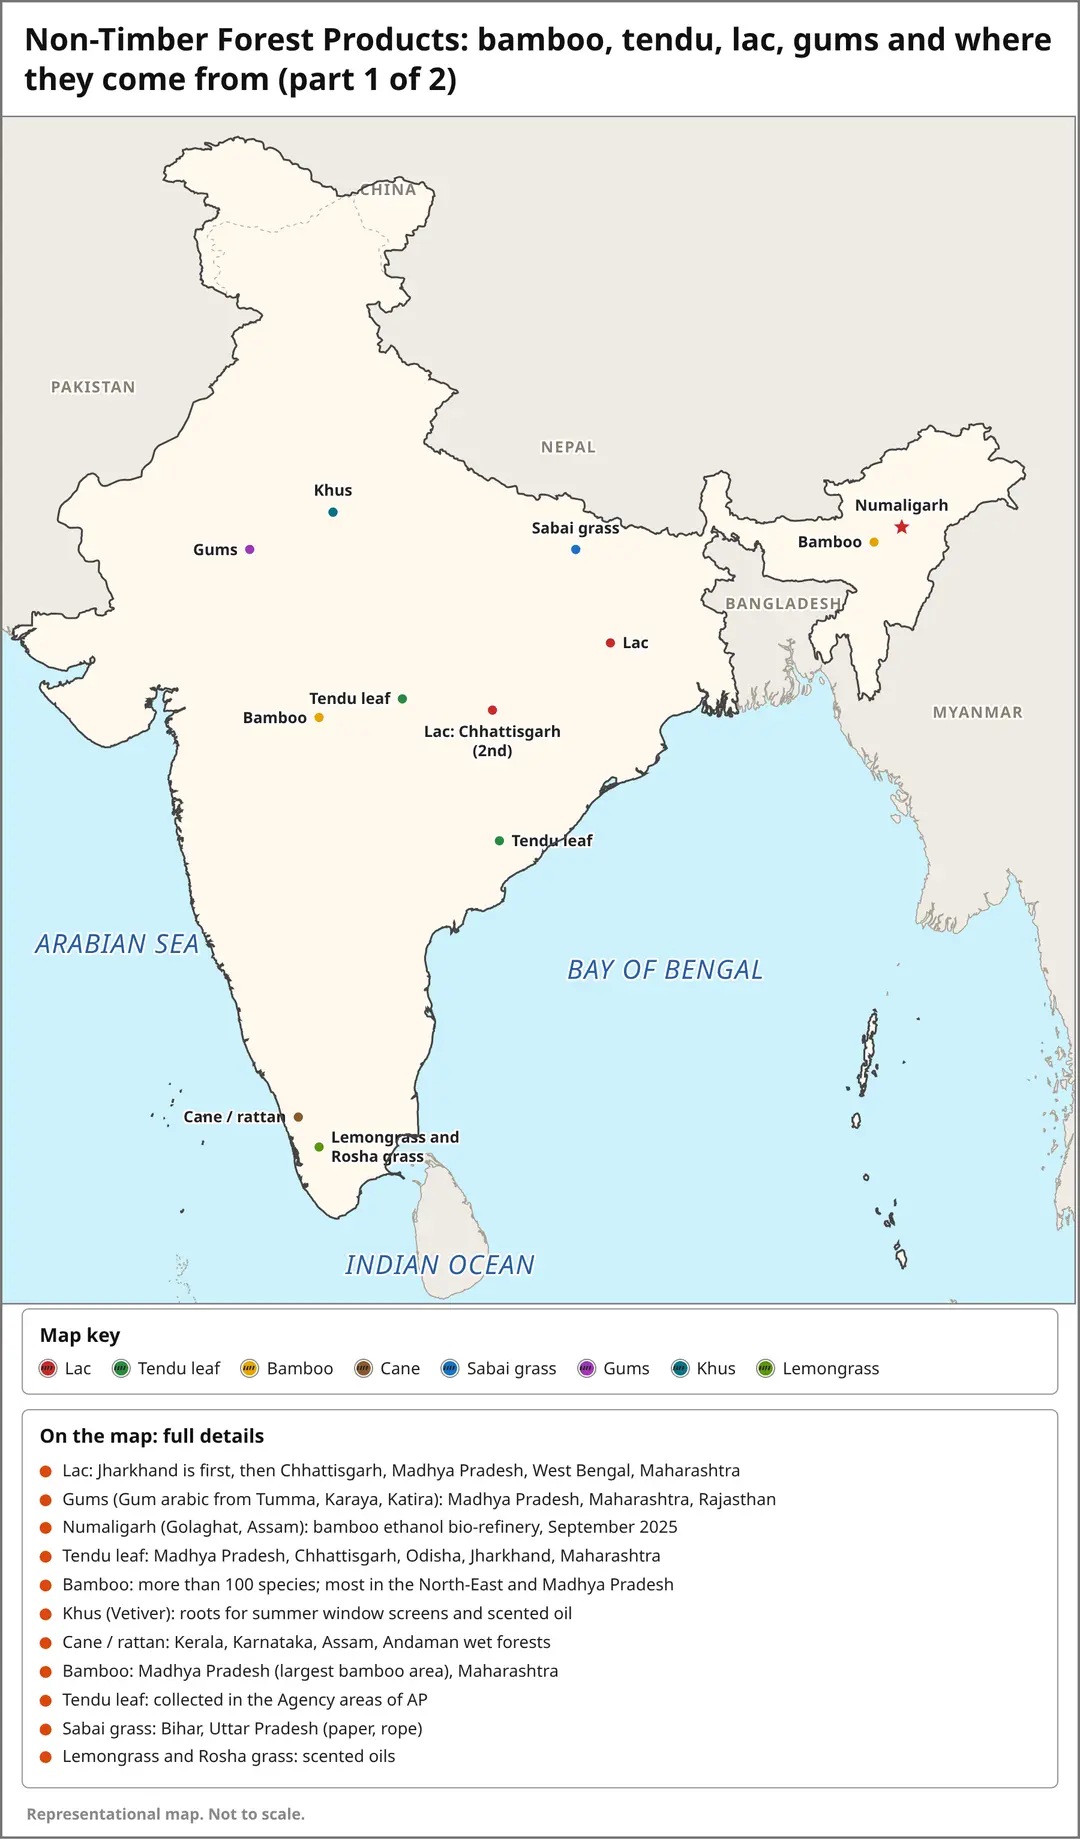 Non-Timber Forest Products: bamboo, tendu, lac, gums and where
they come from (part 1 of 2)
CHINA
PAKISTAN
NEPAL
Khus
Numaligarh
Sabai grass
Bamboo
Gums
BANGLADESH
Lac
Tendu leaf
Bamboo
MYANMAR
Lac: Chhattisgarh
(2nd)
Tendu leaf
ARABIAN SEA
BAY OF BENGAL
Cane / rattan
Lemongrass and
Rosha grass
INDIAN OCEAN
Map key
Lac
Tendu leaf
Bamboo
Cane
Sabai grass
Gums
Khus
Lemongrass
On the map: full details
Lac: Jharkhand is first, then Chhattisgarh, Madhya Pradesh, West Bengal, Maharashtra
Gums (Gum arabic from Tumma, Karaya, Katira): Madhya Pradesh, Maharashtra, Rajasthan
Numaligarh (Golaghat, Assam): bamboo ethanol bio-refinery, September 2025
Tendu leaf: Madhya Pradesh, Chhattisgarh, Odisha, Jharkhand, Maharashtra
Bamboo: more than 100 species; most in the North-East and Madhya Pradesh
Khus (Vetiver): roots for summer window screens and scented oil
Cane / rattan: Kerala, Karnataka, Assam, Andaman wet forests
Bamboo: Madhya Pradesh (largest bamboo area), Maharashtra
Tendu leaf: collected in the Agency areas of AP
Sabai grass: Bihar, Uttar Pradesh (paper, rope)
Lemongrass and Rosha grass: scented oils
Representational map. Not to scale.